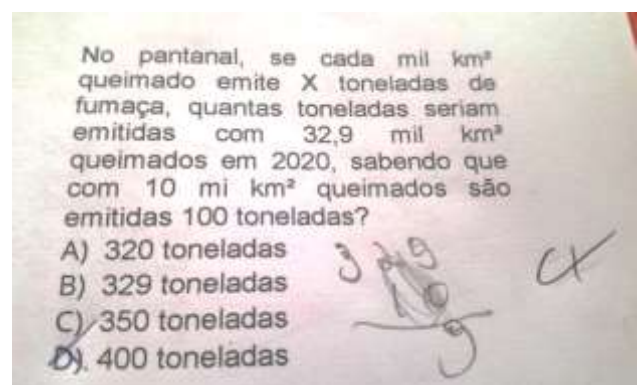 No pantanal, se cada mil km²
queimado emite X toneladas de
fumaça, quantas toneladas seriam
emitidas com 32,9 mil km²
queimados em 2020, sabendo que
com 10 mi km² queimados são
emitidas 100 toneladas?
A) 320 toneladas
B) 329 toneladas
C) 350 toneladas
D) 400 toneladas